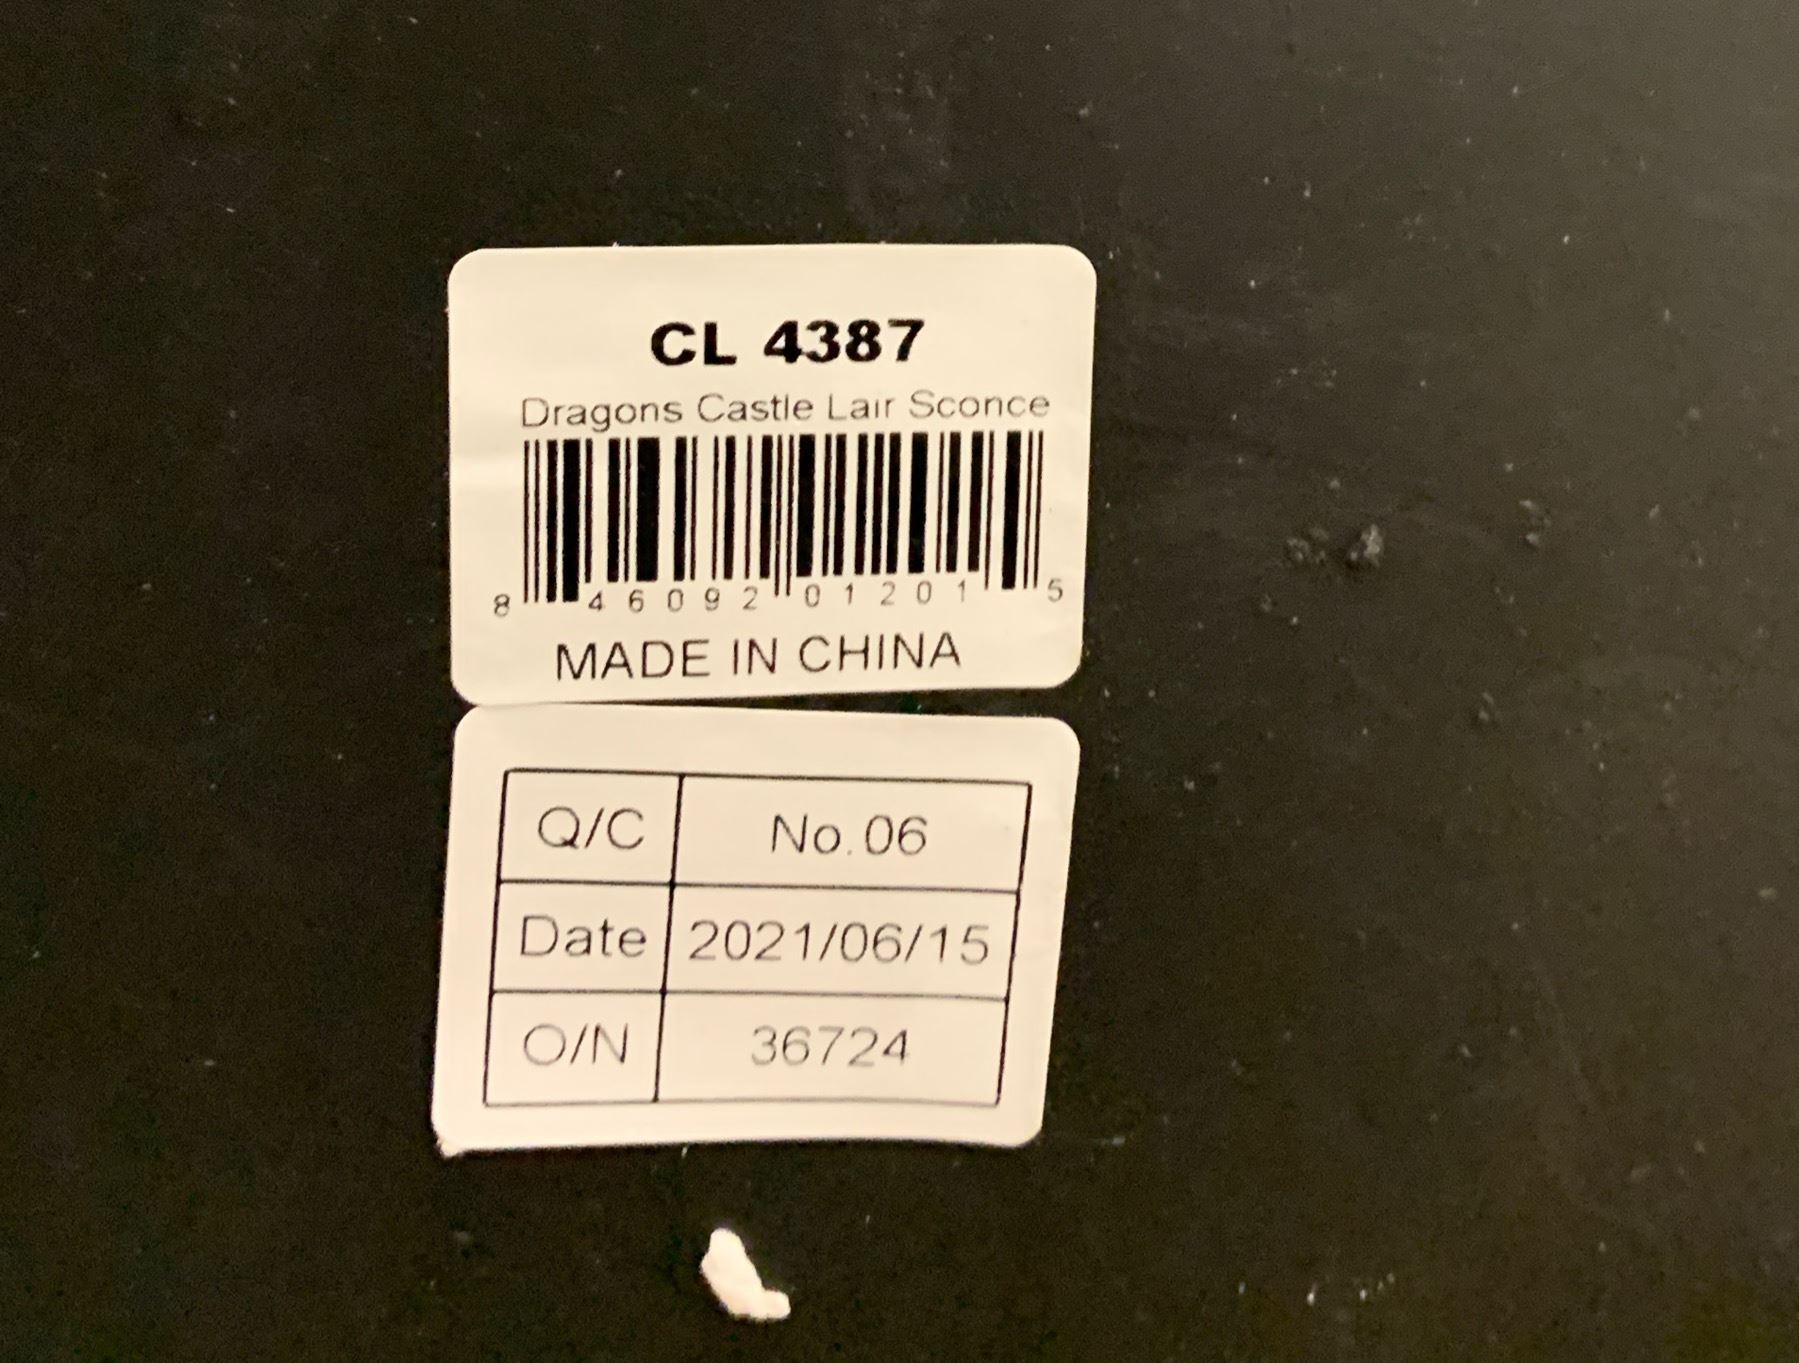 CL 4387
Dragons Castle Lair Sconce
8 46092 01201 5
MADE IN CHINA
Q/C No.06
Date 2021/06/15
O/N 36724